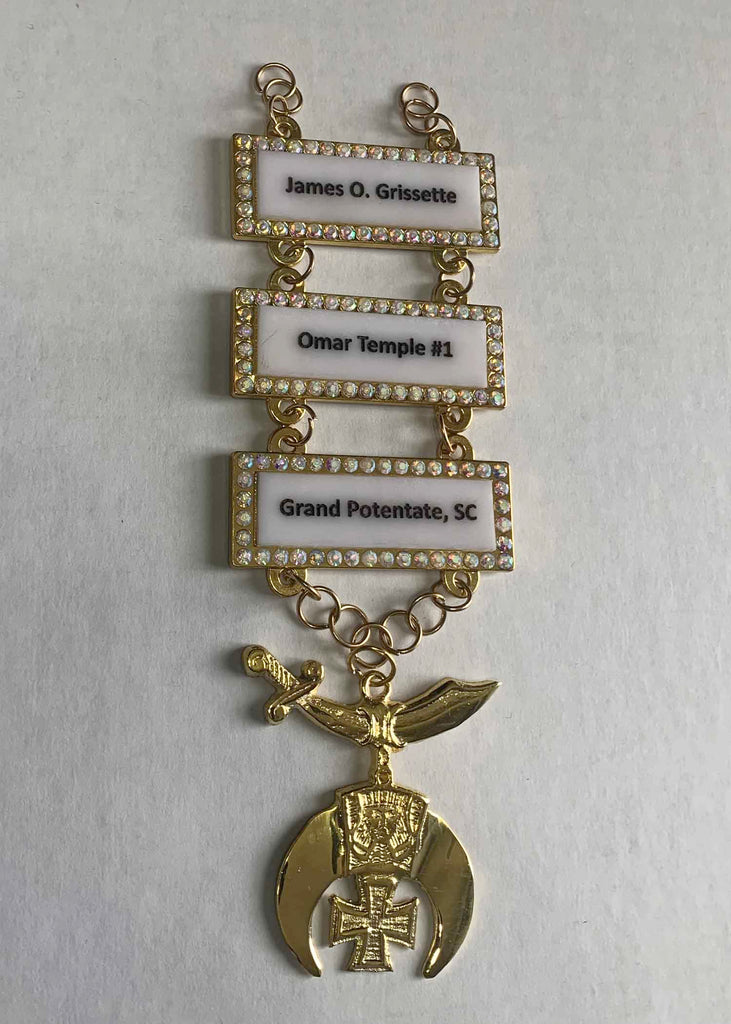 James O. Grissette
Omar Temple #1
Grand Potentate, SC